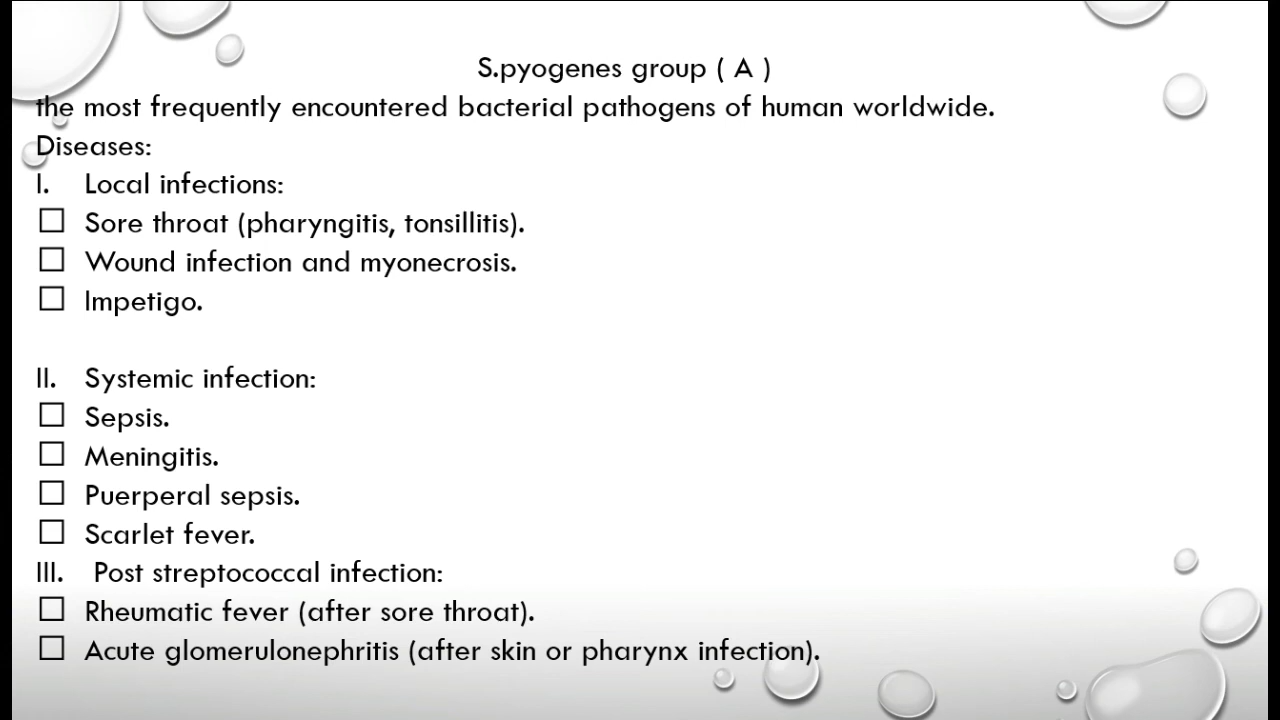 S.pyogenes group ( A )
the most frequently encountered bacterial pathogens of human worldwide.
Diseases:
I. Local infections:
☐ Sore throat (pharyngitis, tonsillitis).
☐ Wound infection and myonecrosis.
☐ Impetigo.
II. Systemic infection:
☐ Sepsis.
☐ Meningitis.
☐ Puerperal sepsis.
☐ Scarlet fever.
III. Post streptococcal infection:
☐ Rheumatic fever (after sore throat).
☐ Acute glomerulonephritis (after skin or pharynx infection).